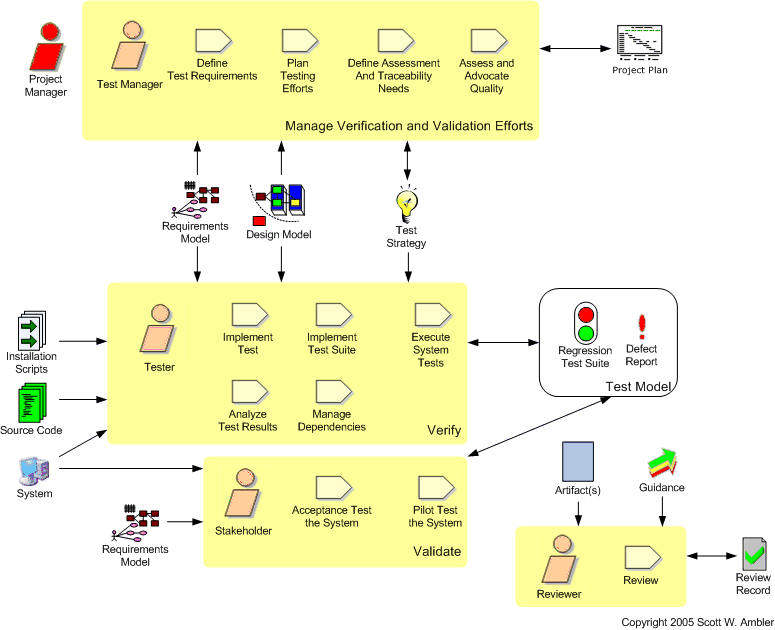 Project
Manager
Test Manager
Define
Test Requirements
Plan
Testing
Efforts
Define Assessment
And Traceability
Needs
Assess and
Advocate
Quality
Manage Verification and Validation Efforts
Project Plan
Requirements
Model
Design Model
Test
Strategy
Installation
Scripts
Source Code
System
Tester
Implement
Test
Implement
Test Suite
Execute
System
Tests
Analyze
Test Results
Manage
Dependencies
Verify
Regression
Test Suite
Defect
Report
Test Model
Requirements
Model
Stakeholder
Acceptance Test
the System
Pilot Test
the System
Validate
Artifact(s)
Guidance
Reviewer
Review
Review
Record
Copyright 2005 Scott W. Ambler